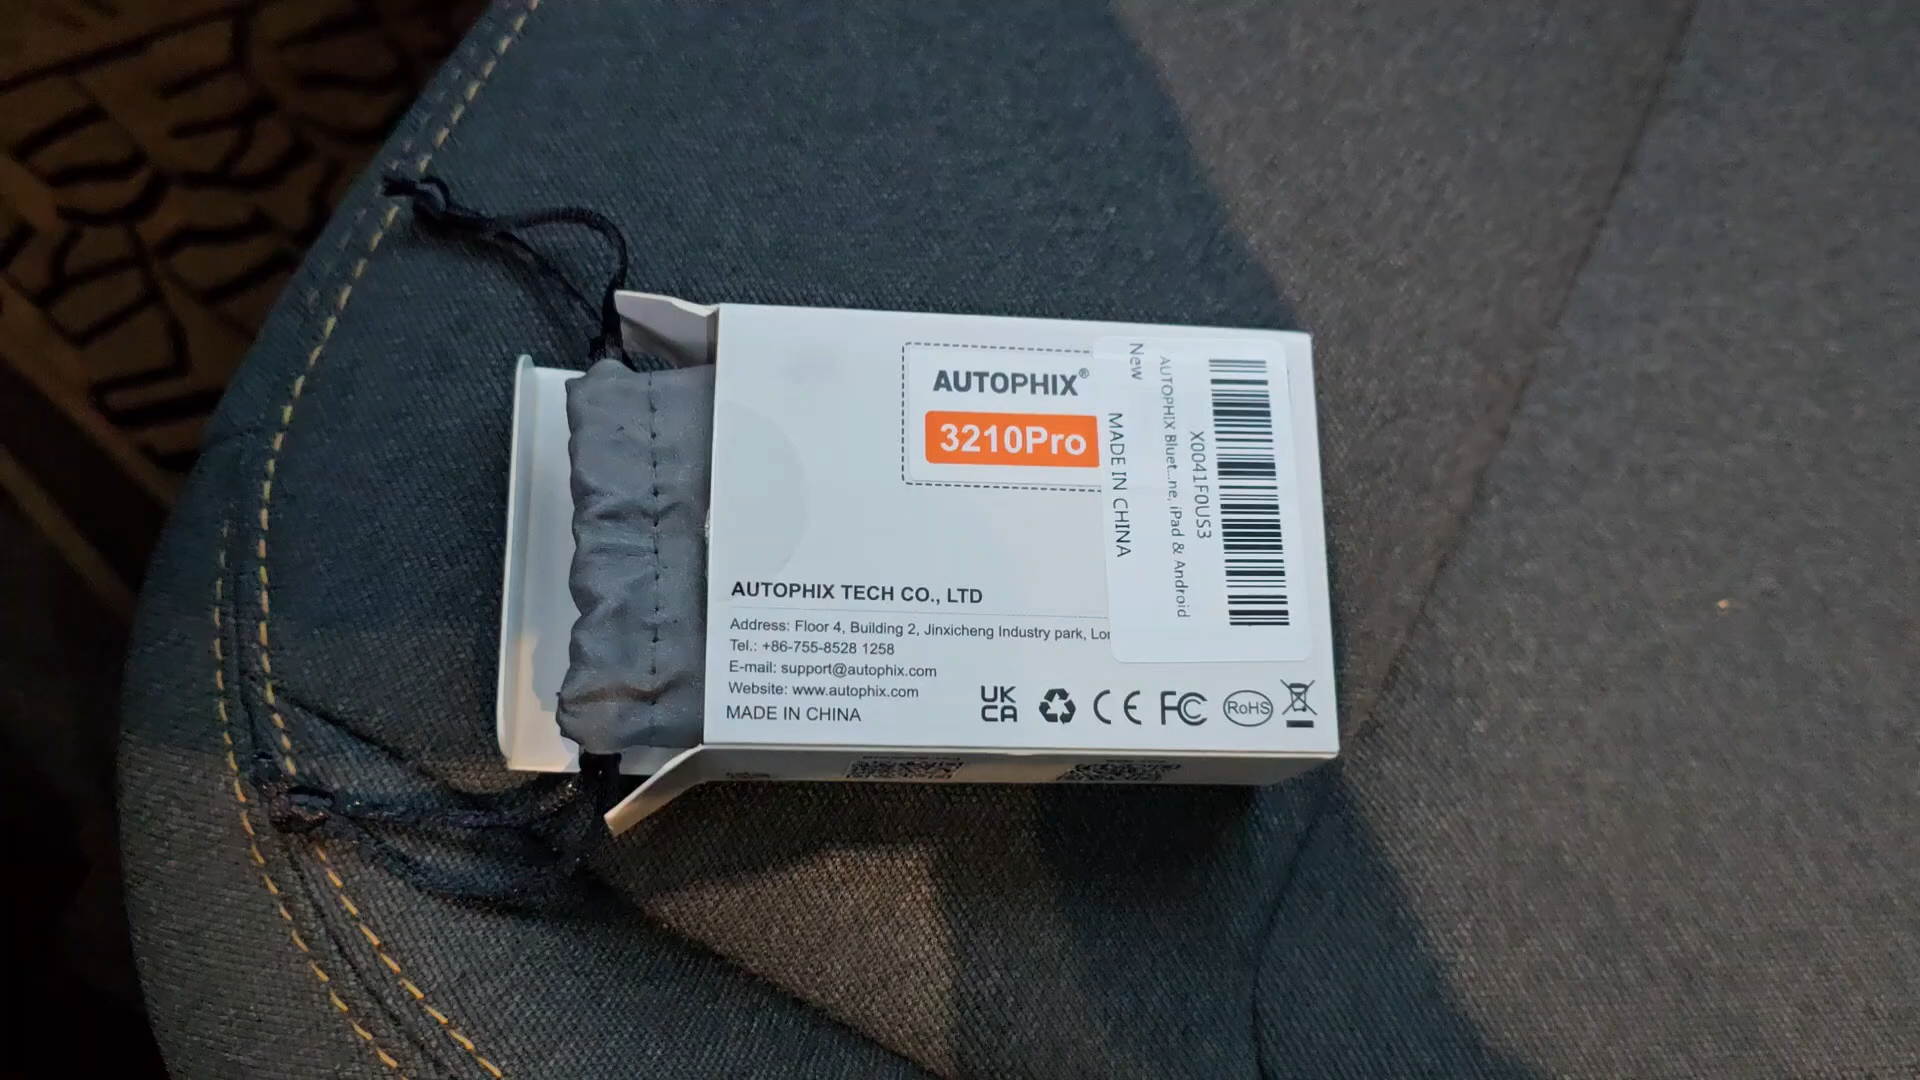 AUTOPHIX®
3210Pro
AUTOPHIX TECH CO., LTD
Address: Floor 4, Building 2, Jinxicheng Industry park, Lon
Tel.: +86-755-8528 1258
E-mail: support@autophix.com
Website: www.autophix.com
MADE IN CHINA
UK
CA
CE
FC
RoHS
X0041F0US3
AUTOPHIX Bluet...ne, iPad & Android
New
MADE IN CHINA